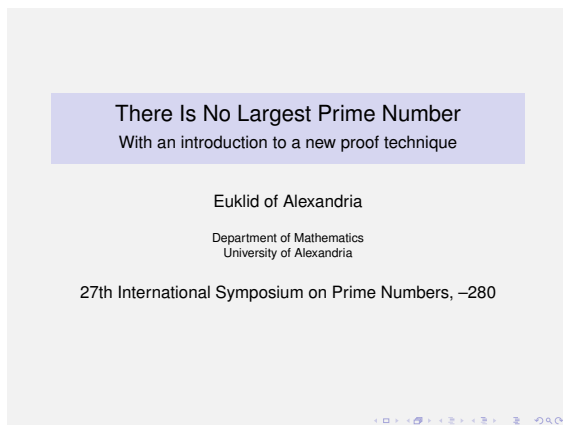 There Is No Largest Prime Number
With an introduction to a new proof technique
Euklid of Alexandria
Department of Mathematics
University of Alexandria
27th International Symposium on Prime Numbers, –280